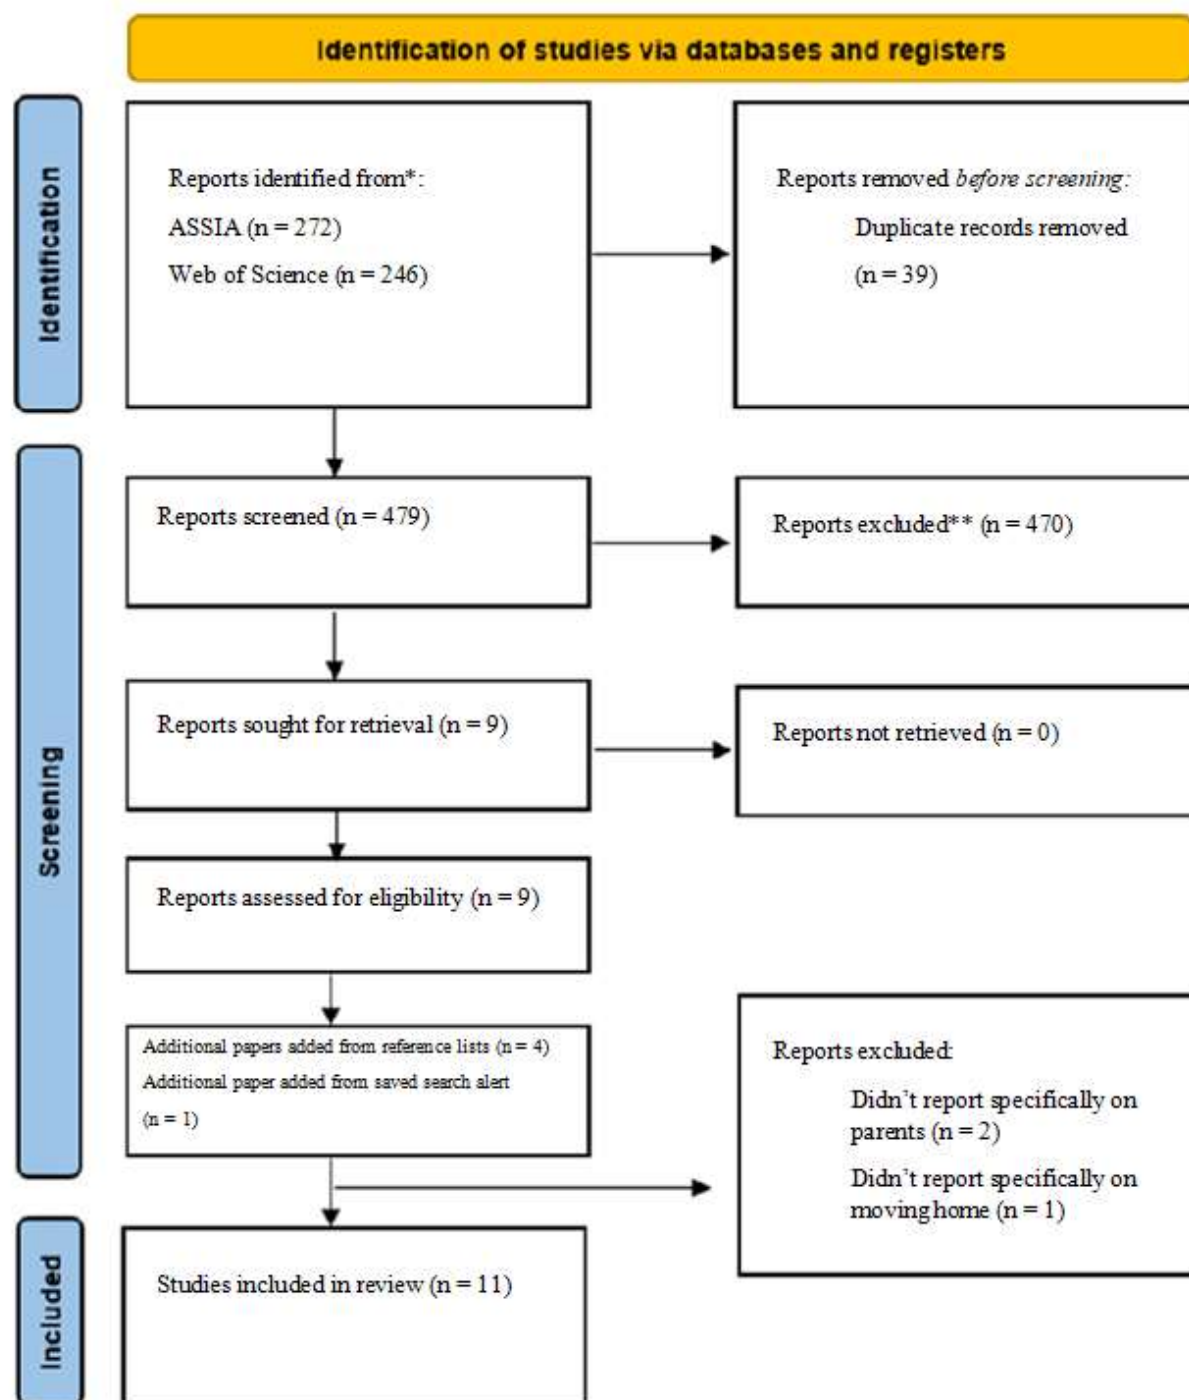 Identification of studies via databases and registers
Identification
Reports identified from*:
ASSIA (n = 272)
Web of Science (n = 246)
Reports removed before screening:
Duplicate records removed
(n = 39)
Screening
Reports screened (n = 479)
Reports excluded** (n = 470)
Reports sought for retrieval (n = 9)
Reports not retrieved (n = 0)
Reports assessed for eligibility (n = 9)
Additional papers added from reference lists (n = 4)
Additional paper added from saved search alert
(n = 1)
Reports excluded:
Didn't report specifically on
parents (n = 2)
Didn't report specifically on
moving home (n = 1)
Included
Studies included in review (n = 11)